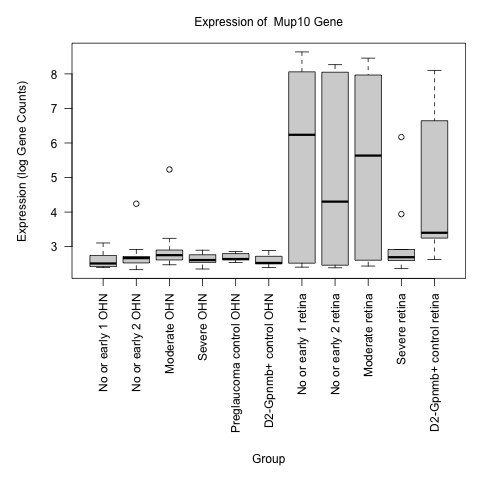 Expression of  Mup10 Gene
Expression (log Gene Counts)
8
7
6
5
4
3
No or early 1 OHN
No or early 2 OHN
Moderate OHN
Severe OHN
Preglaucoma control OHN
D2-Gpnmb+ control OHN
No or early 1 retina
No or early 2 retina
Moderate retina
Severe retina
D2-Gpnmb+ control retina
Group